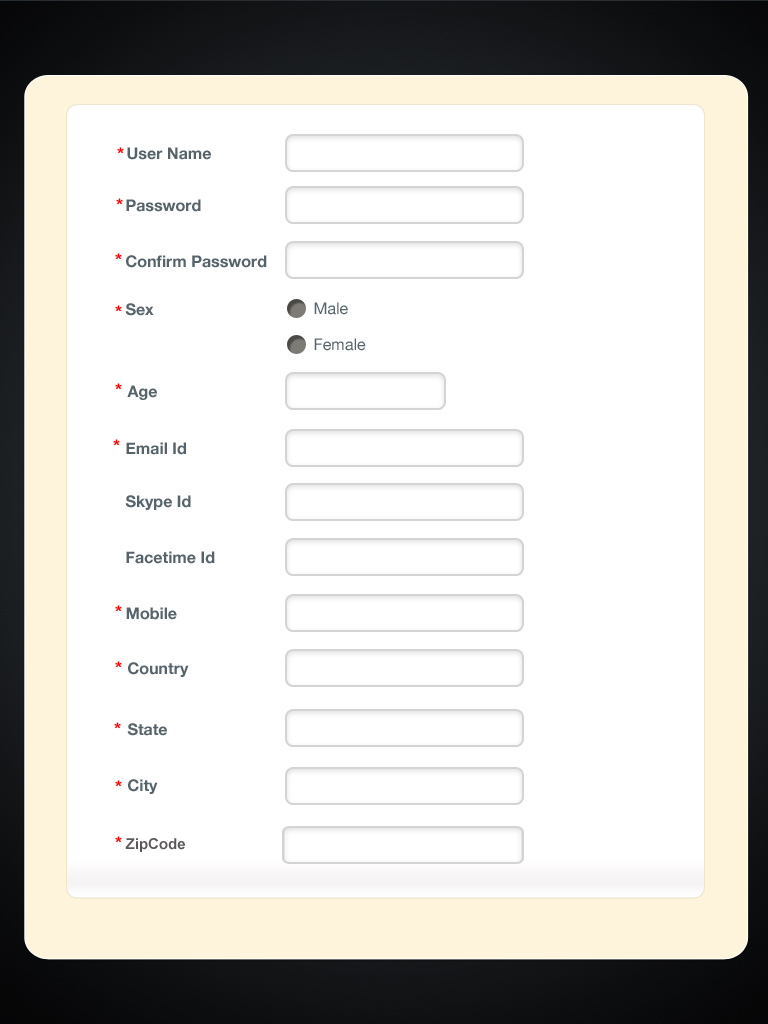 * User Name
* Password
* Confirm Password
* Sex
Male
Female
* Age
* Email Id
Skype Id
Facetime Id
* Mobile
* Country
* State
* City
* ZipCode